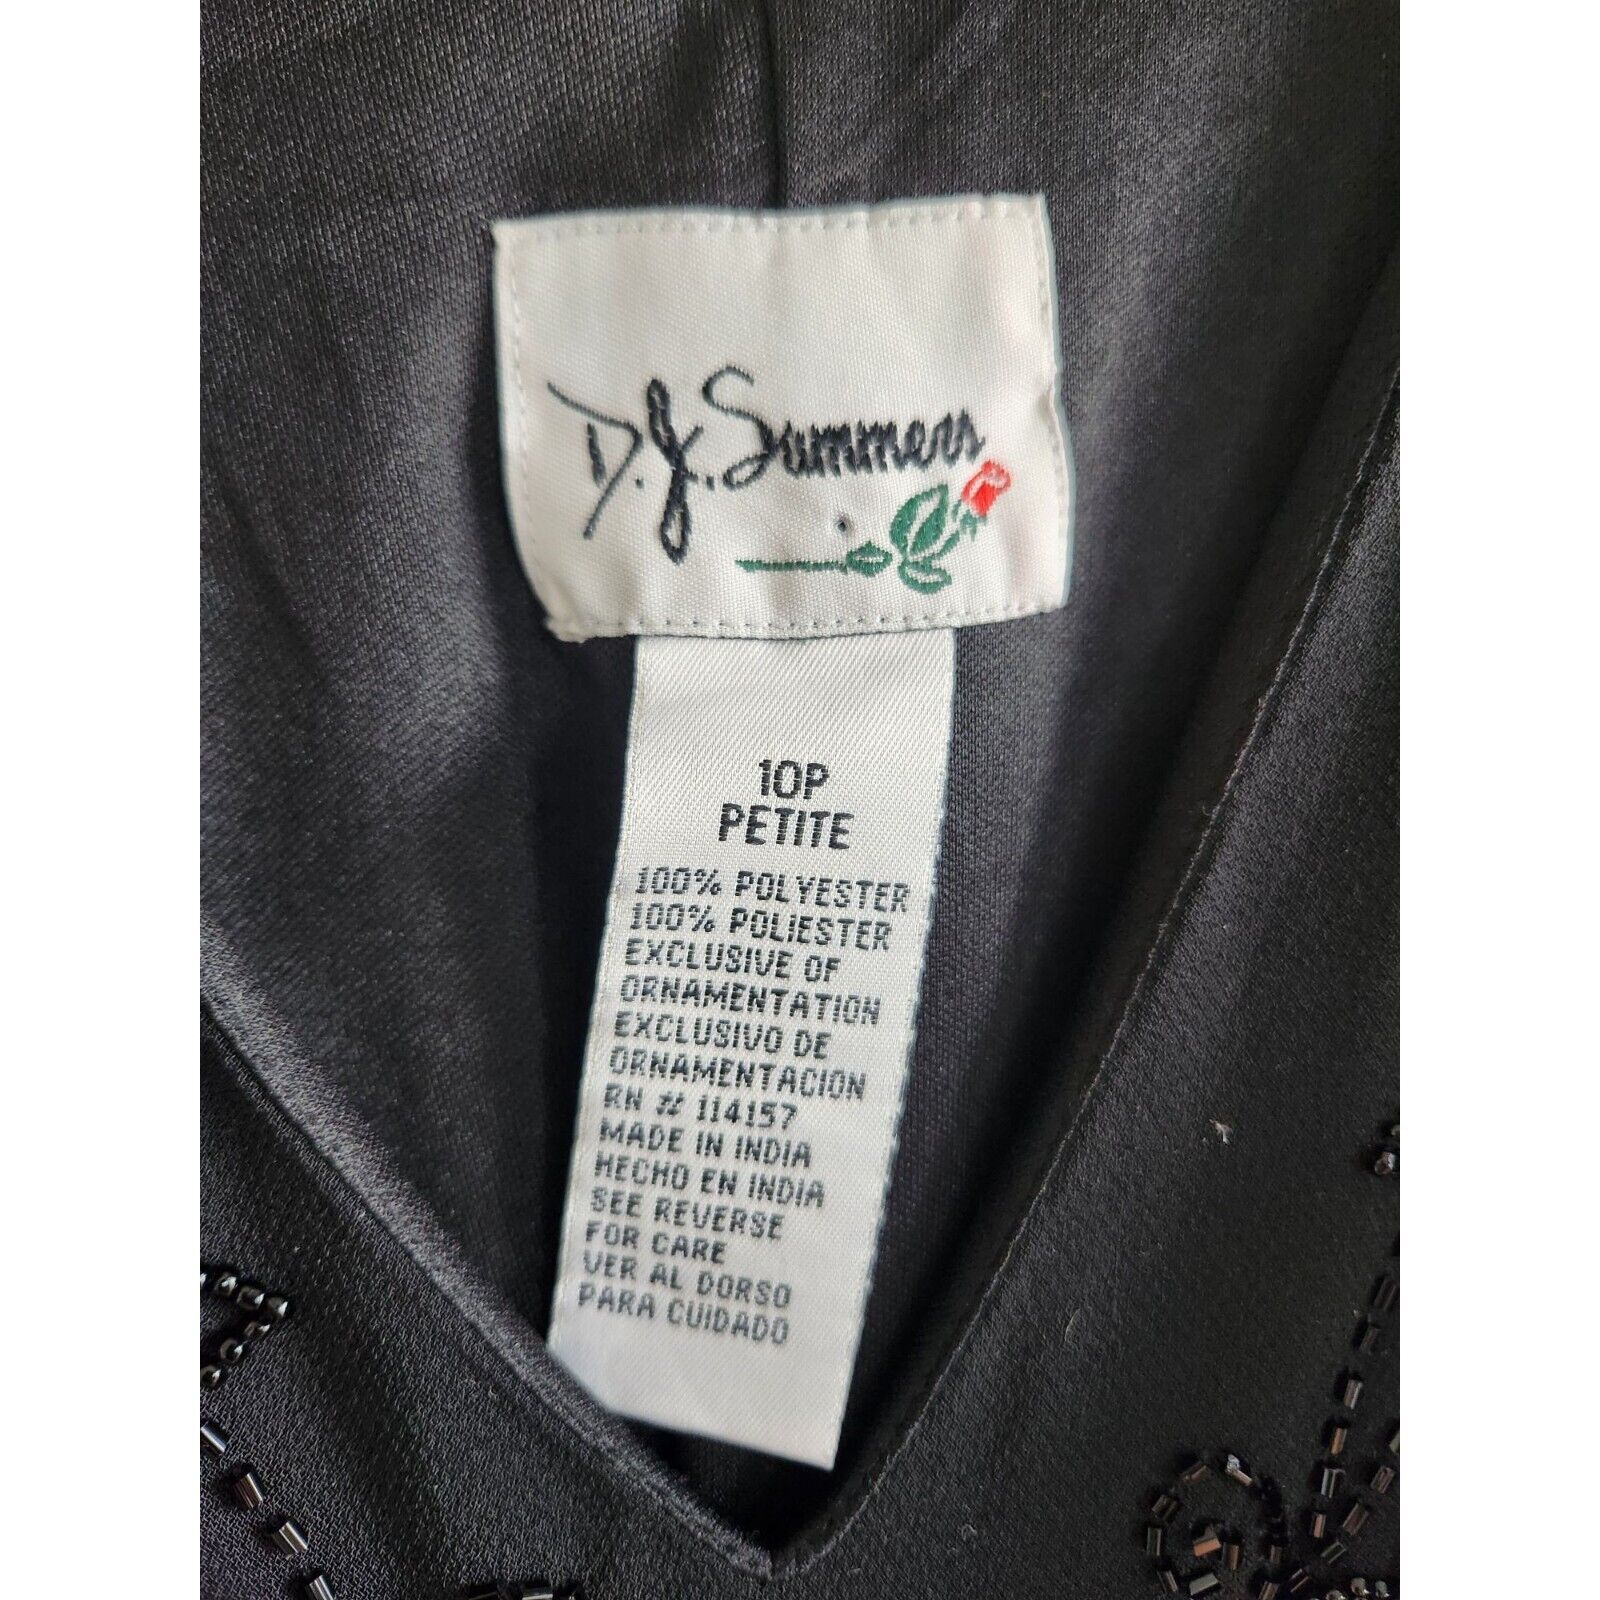 D.J. Summers
10P
PETITE
100% POLYESTER
100% POLIESTER
EXCLUSIVE OF
ORNAMENTATION
EXCLUSIVO DE
ORNAMENTACION
RN # 114157
MADE IN INDIA
HECHO EN INDIA
SEE REVERSE
FOR CARE
VER AL DORSO
PARA CUIDADO